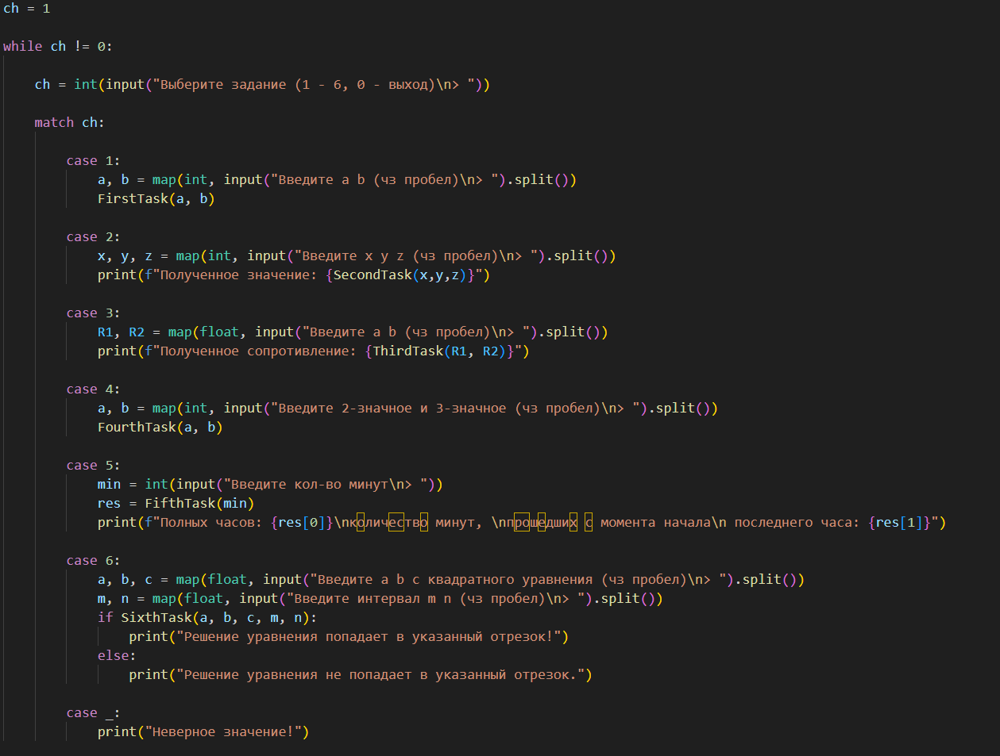 ch = 1
while ch != 0:
ch = int(input("Выберите задание (1 - 6, 0 - выход)\n> "))
match ch:
case 1:
a, b = map(int, input("Введите a b (чз пробел)\n> ").split())
FirstTask(a, b)
case 2:
x, y, z = map(int, input("Введите x y z (чз пробел)\n> ").split())
print(f"Полученное значение: {SecondTask(x,y,z)}")
case 3:
R1, R2 = map(float, input("Введите a b (чз пробел)\n> ").split())
print(f"Полученное сопротивление: {ThirdTask(R1, R2)}")
case 4:
a, b = map(int, input("Введите 2-значное и 3-значное (чз пробел)\n> ").split())
FourthTask(a, b)
case 5:
min = int(input("Введите кол-во минут\n> "))
res = FifthTask(min)
print(f"Полных часов: {res[0]}\nколичество минут, \nпрошедших с момента начала\n последнего часа: {res[1]}")
case 6:
a, b, c = map(float, input("Введите a b c квадратного уравнения (чз пробел)\n> ").split())
m, n = map(float, input("Введите интервал m n (чз пробел)\n> ").split())
if SixthTask(a, b, c, m, n):
print("Решение уравнения попадает в указанный отрезок!")
else:
print("Решение уравнения не попадает в указанный отрезок.")
case _:
print("Неверное значение!")